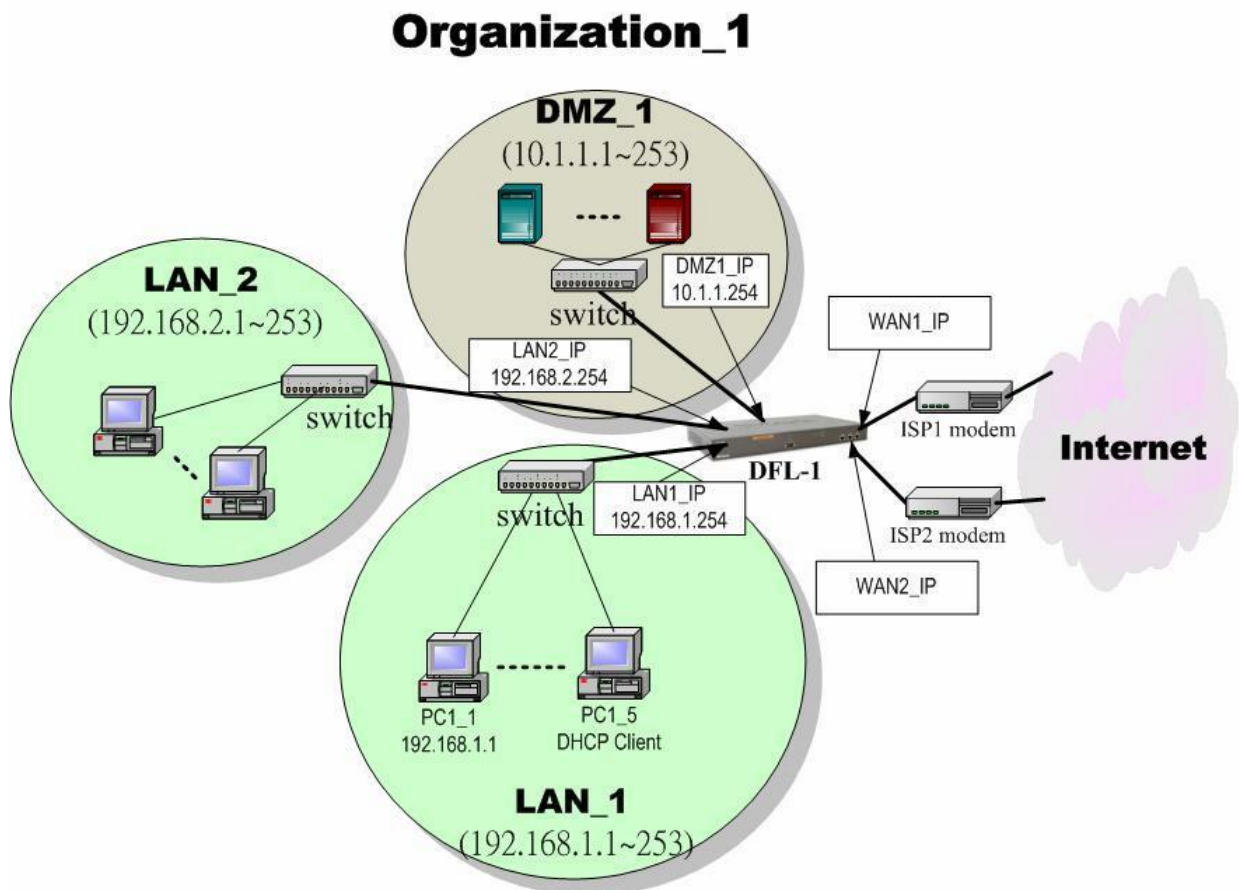 Organization_1
DMZ_1
(10.1.1.1~253)
DMZ1_IP
10.1.1.254
switch
LAN_2
(192.168.2.1~253)
switch
LAN2_IP
192.168.2.254
WAN1_IP
ISP1 modem
Internet
DFL-1
ISP2 modem
WAN2_IP
switch
LAN1_IP
192.168.1.254
PC1_1
192.168.1.1
PC1_5
DHCP Client
LAN_1
(192.168.1.1~253)